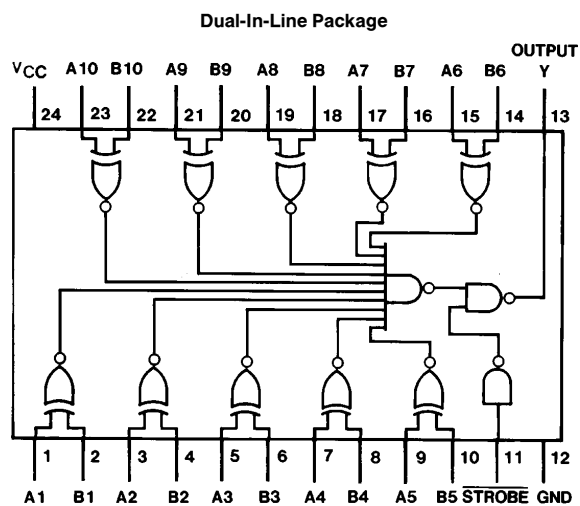 Dual-In-Line Package
OUTPUT
VCC A10 B10 A9 B9 A8 B8 A7 B7 A6 B6 Y
24 23 22 21 20 19 18 17 16 15 14 13
1 2 3 4 5 6 7 8 9 10 11 12
A1 B1 A2 B2 A3 B3 A4 B4 A5 B5 STROBE GND